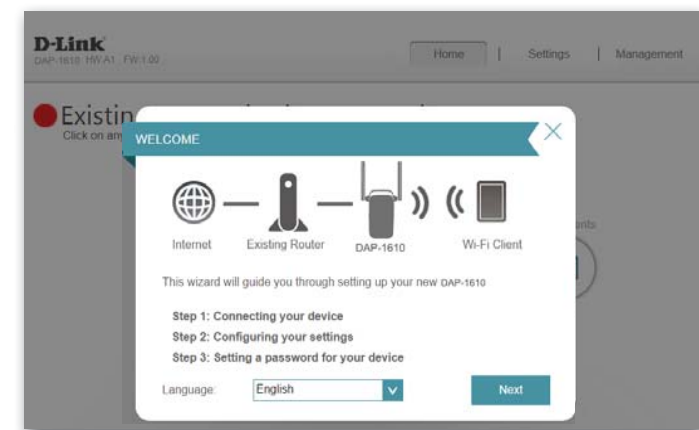 D-Link
DAP-1610 HW:A1 FW:1.00
Home | Settings | Management
Existin
Click on any
WELCOME
Internet Existing Router DAP-1610 Wi-Fi Client
This wizard will guide you through setting up your new DAP-1610
Step 1: Connecting your device
Step 2: Configuring your settings
Step 3: Setting a password for your device
Language: English Next